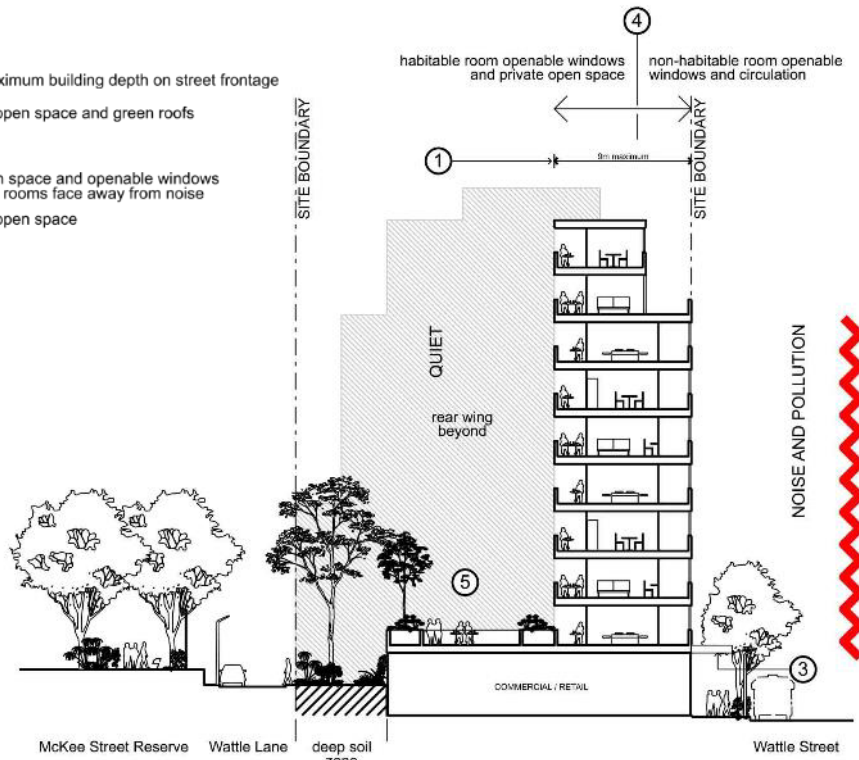 4
habitable room openable windows
and private open space
non-habitable room openable
windows and circulation
ximum building depth on street frontage
open space and green roofs
n space and openable windows
rooms face away from noise
open space
SITE BOUNDARY
1
9m maximum
SITE BOUNDARY
QUIET
rear wing
beyond
NOISE AND POLLUTION
5
3
COMMERCIAL / RETAIL
McKee Street Reserve
Wattle Lane
deep soil
zone
Wattle Street